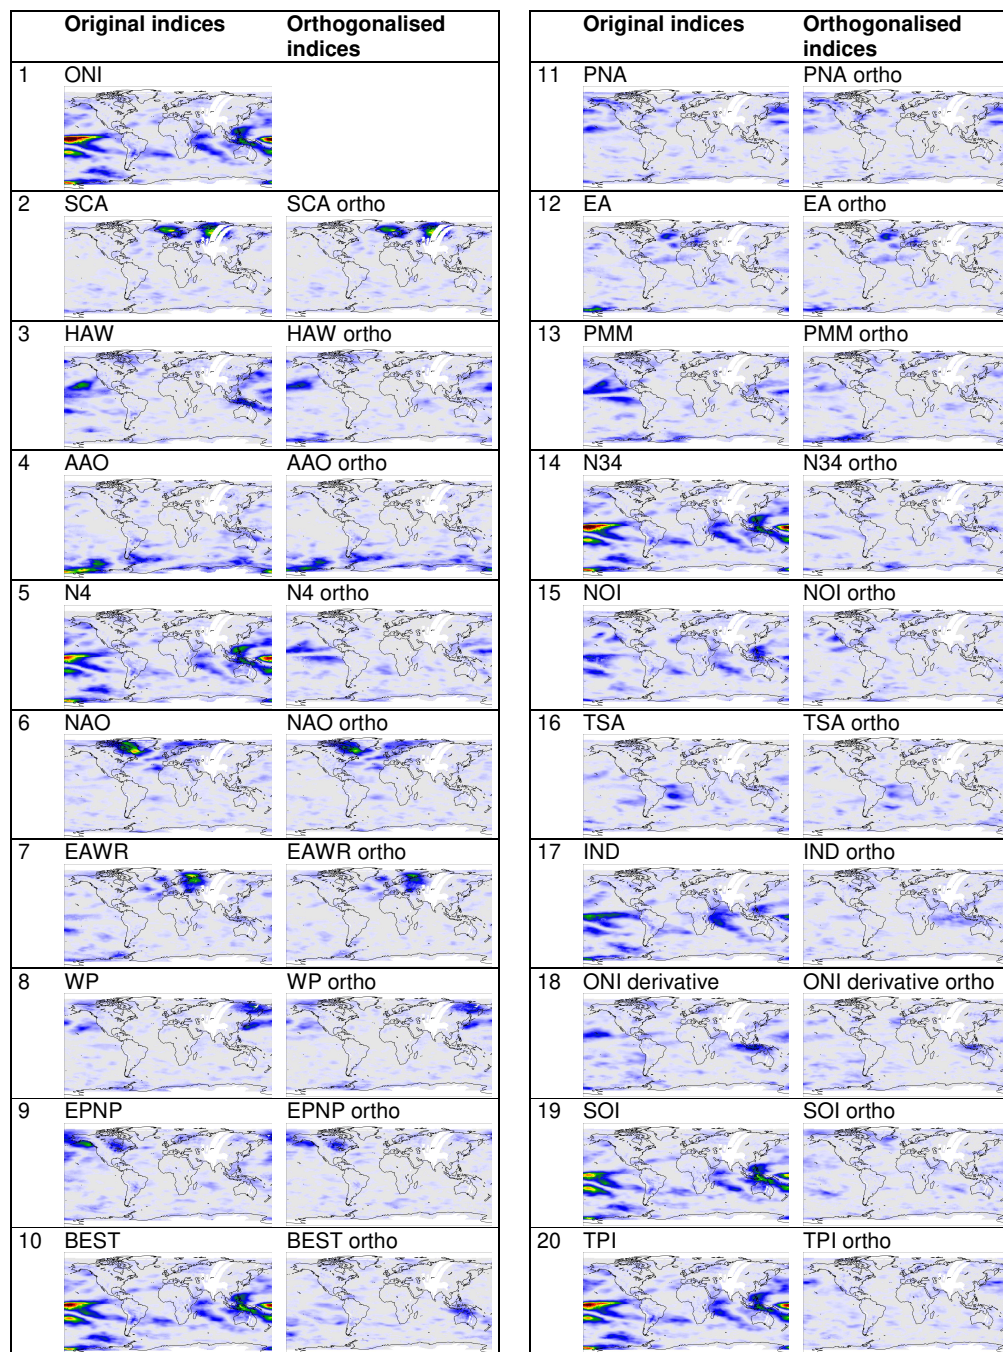 Original indices Orthogonalised
indices
1 ONI
2 SCA SCA ortho
3 HAW HAW ortho
4 AAO AAO ortho
5 N4 N4 ortho
6 NAO NAO ortho
7 EAWR EAWR ortho
8 WP WP ortho
9 EPNP EPNP ortho
10 BEST BEST ortho
Original indices Orthogonalised
indices
11 PNA PNA ortho
12 EA EA ortho
13 PMM PMM ortho
14 N34 N34 ortho
15 NOI NOI ortho
16 TSA TSA ortho
17 IND IND ortho
18 ONI derivative ONI derivative ortho
19 SOI SOI ortho
20 TPI TPI ortho